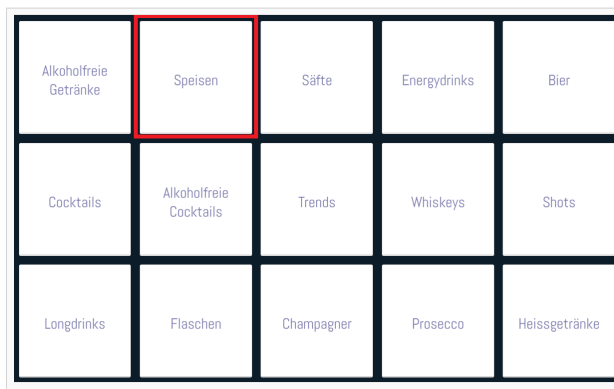 Alkoholfreie
Getränke
Speisen
Säfte
Energydrinks
Bier
Cocktails
Alkoholfreie
Cocktails
Trends
Whiskeys
Shots
Longdrinks
Flaschen
Champagner
Prosecco
Heissgetränke